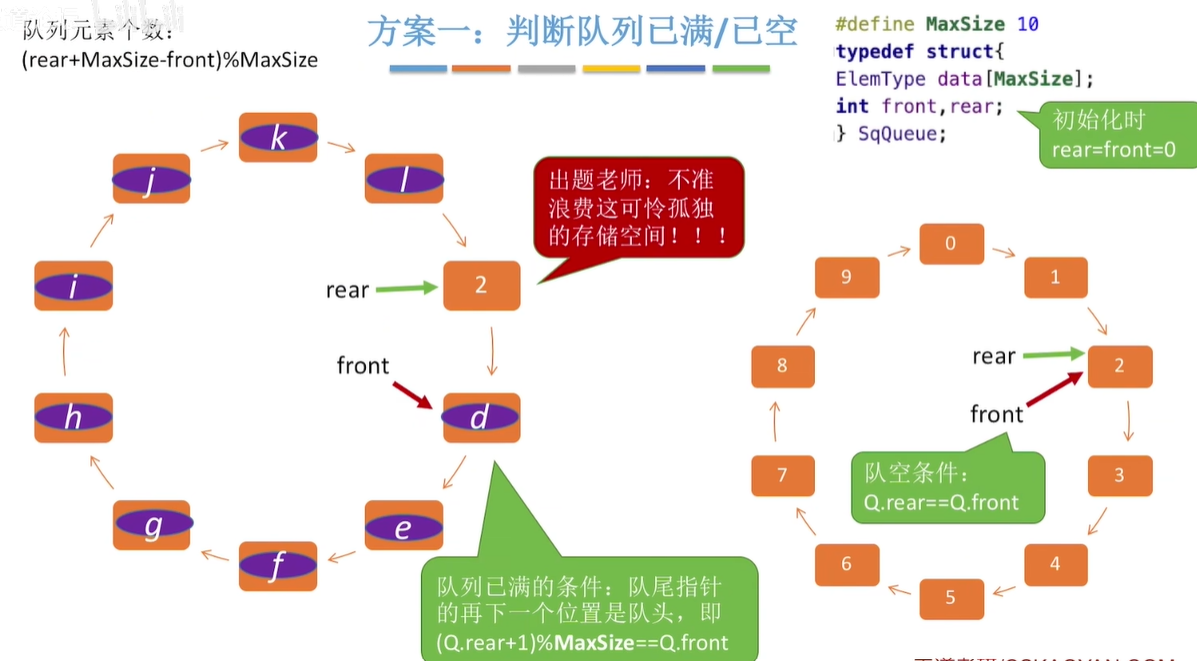 队列元素个数：
(rear+MaxSize-front)%MaxSize
方案一：判断队列已满/已空
#define MaxSize 10
typedef struct{
ElemType data[MaxSize];
int front,rear;
} SqQueue;
初始化时
rear=front=0
k
j
l
出题老师：不准
浪费这可怜孤独
的存储空间！！！
i
rear
2
front
h
d
g
e
f
队列已满的条件：队尾指针
的再下一个位置是队头，即
(Q.rear+1)%MaxSize==Q.front
0
9
1
rear
8
2
front
队空条件：
Q.rear==Q.front
7
3
6
4
5